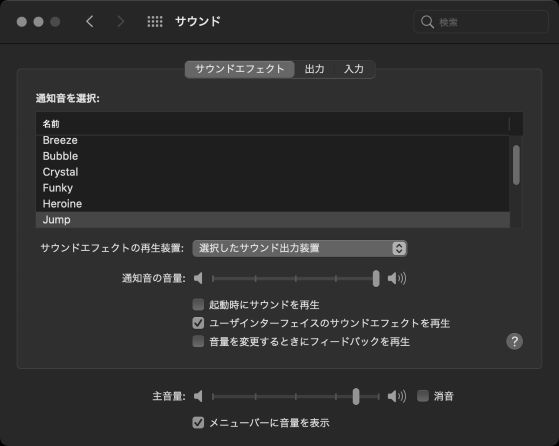 サウンド
検索
サウンドエフェクト 出力 入力
通知音を選択:
名前
Breeze
Bubble
Crystal
Funky
Heroine
Jump
サウンドエフェクトの再生装置: 選択したサウンド出力装置
通知音の音量:
起動時にサウンドを再生
ユーザインターフェイスのサウンドエフェクトを再生
音量を変更するときにフィードバックを再生
?
主音量: 消音
メニューバーに音量を表示